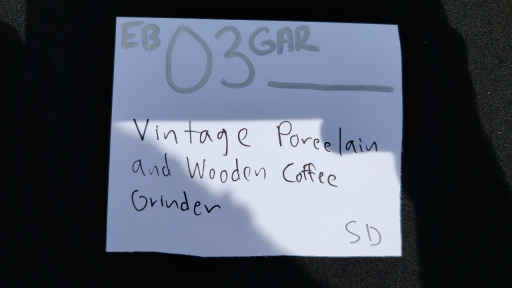 EB 03 GAR
Vintage Porcelain
and Wooden Coffee
Grinder
SD